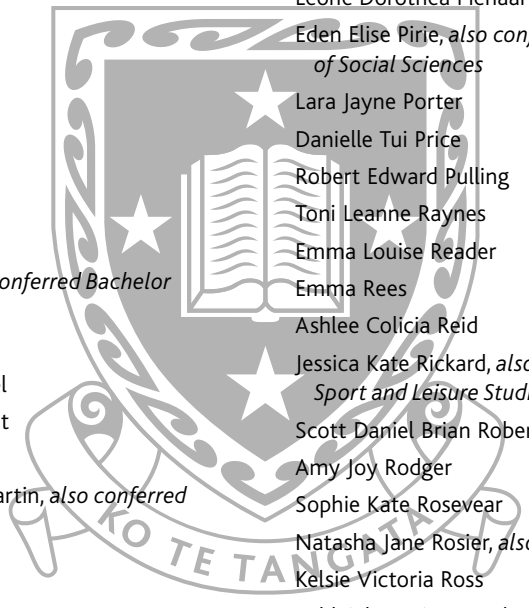 Eden Elise Pirie, also con
of Social Sciences
Lara Jayne Porter
Danielle Tui Price
Robert Edward Pulling
Toni Leanne Raynes
Emma Louise Reader
onferred Bachelor
Emma Rees
Ashlee Colicia Reid
Jessica Kate Rickard, also
Sport and Leisure Studi
Scott Daniel Brian Rober
Amy Joy Rodger
artin, also conferred
Sophie Kate Rosevear
Natasha Jane Rosier, also
Kelsie Victoria Ross
KO TE TANGATA